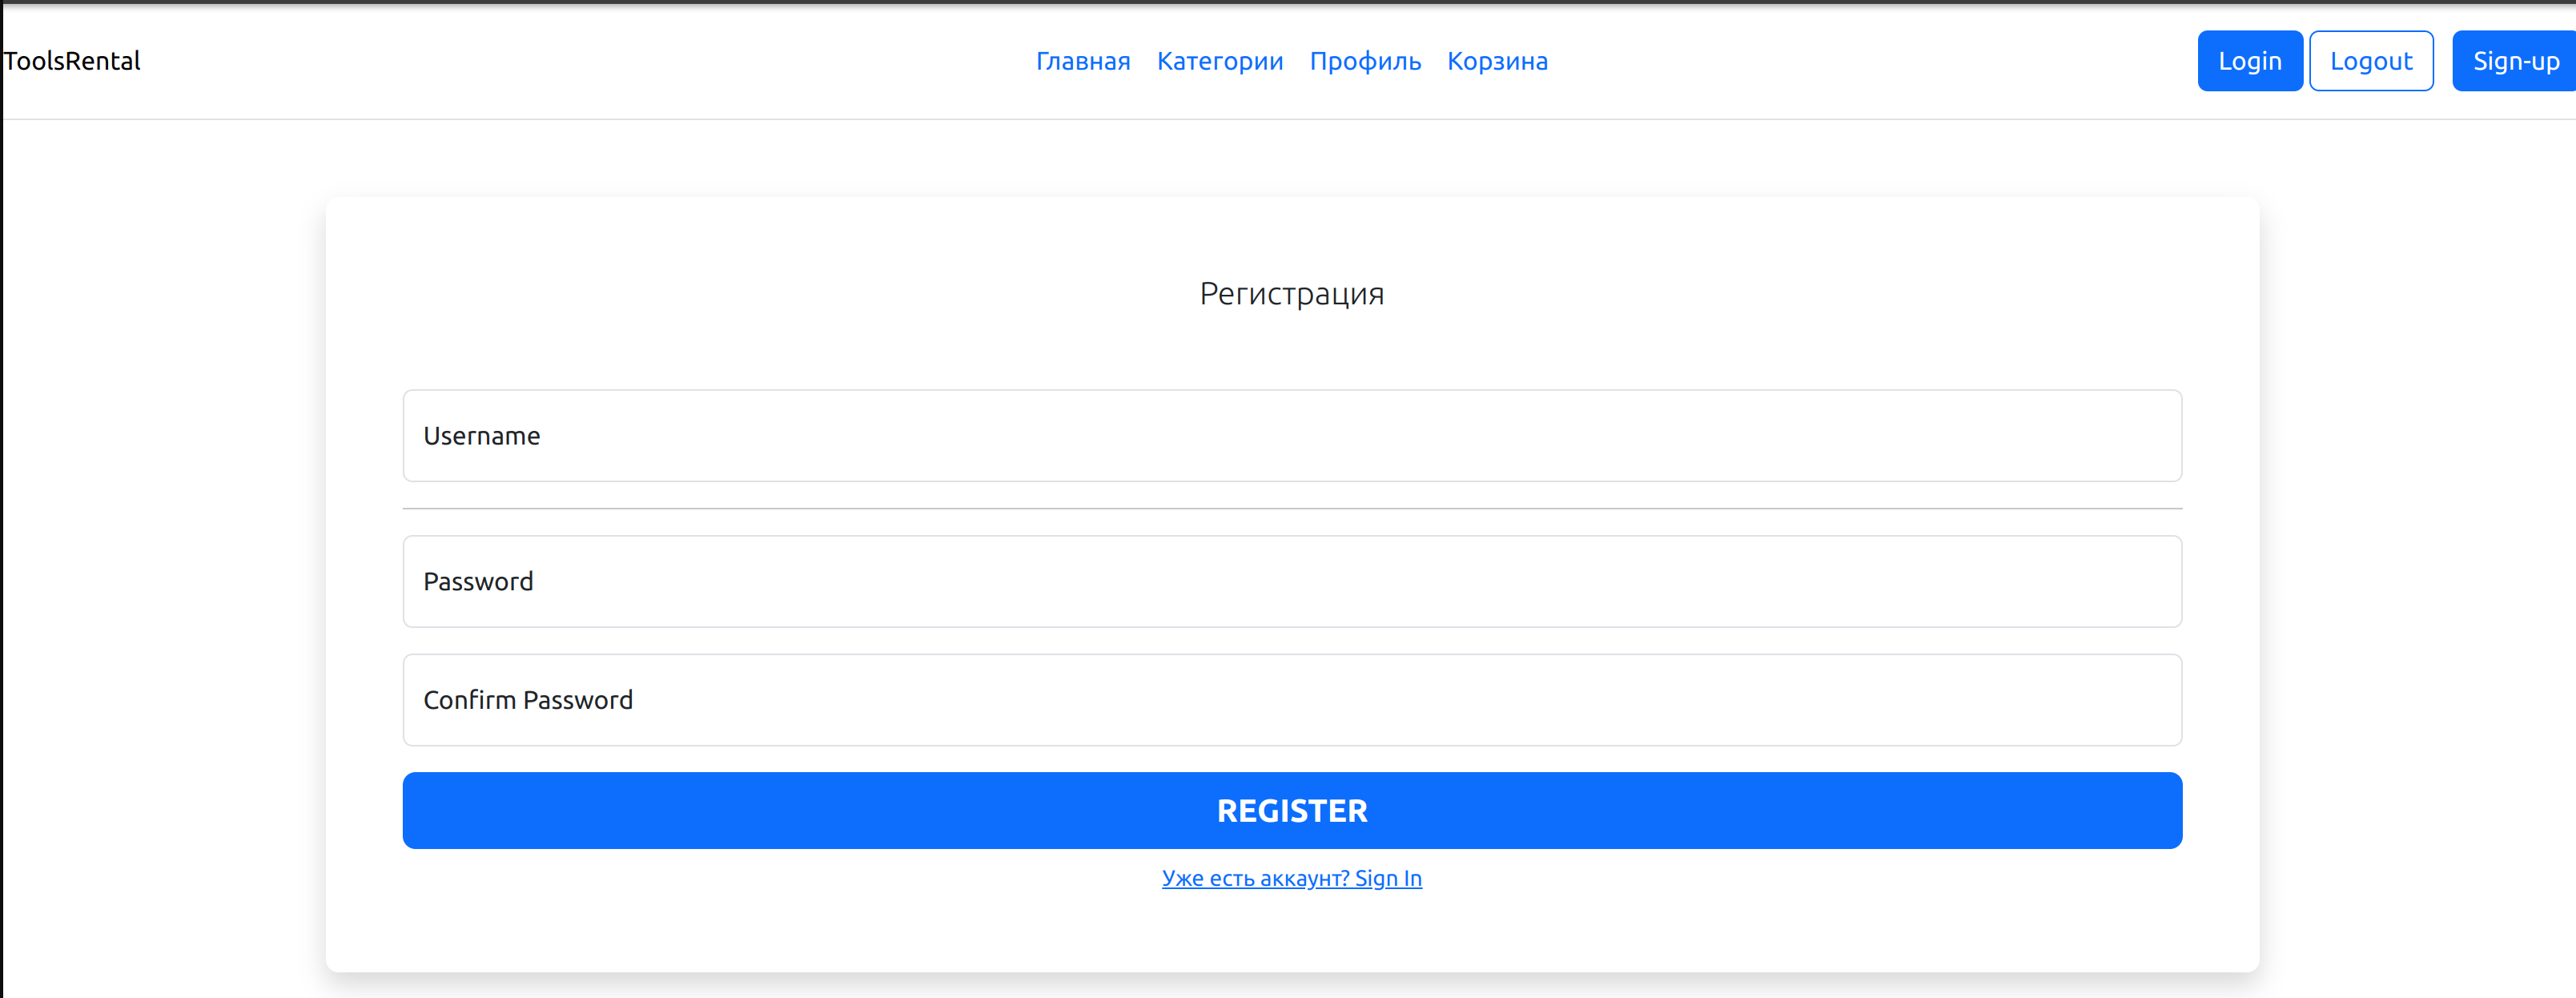 ToolsRental Главная Категории Профиль Корзина Login Logout Sign-up
Регистрация
Username
Password
Confirm Password
REGISTER
Уже есть аккаунт? Sign In